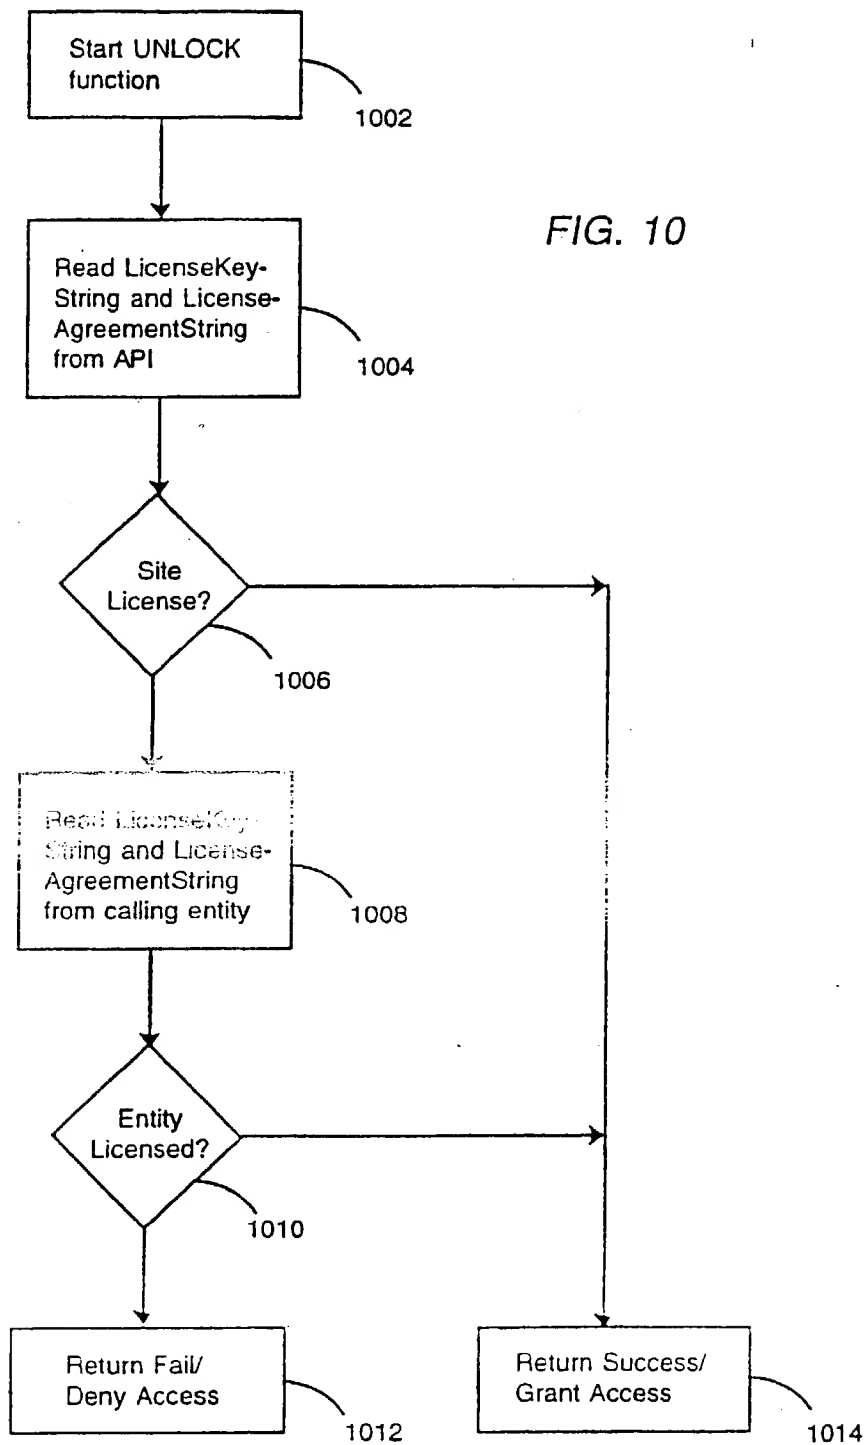 Start UNLOCK
function
1002
FIG. 10
Read LicenseKey-
String and License-
AgreementString
from API
1004
Site
License?
1006
Read LicenseKey-
String and License-
AgreementString
from calling entity
1008
Entity
Licensed?
1010
Return Fail/
Deny Access
1012
Return Success/
Grant Access
1014